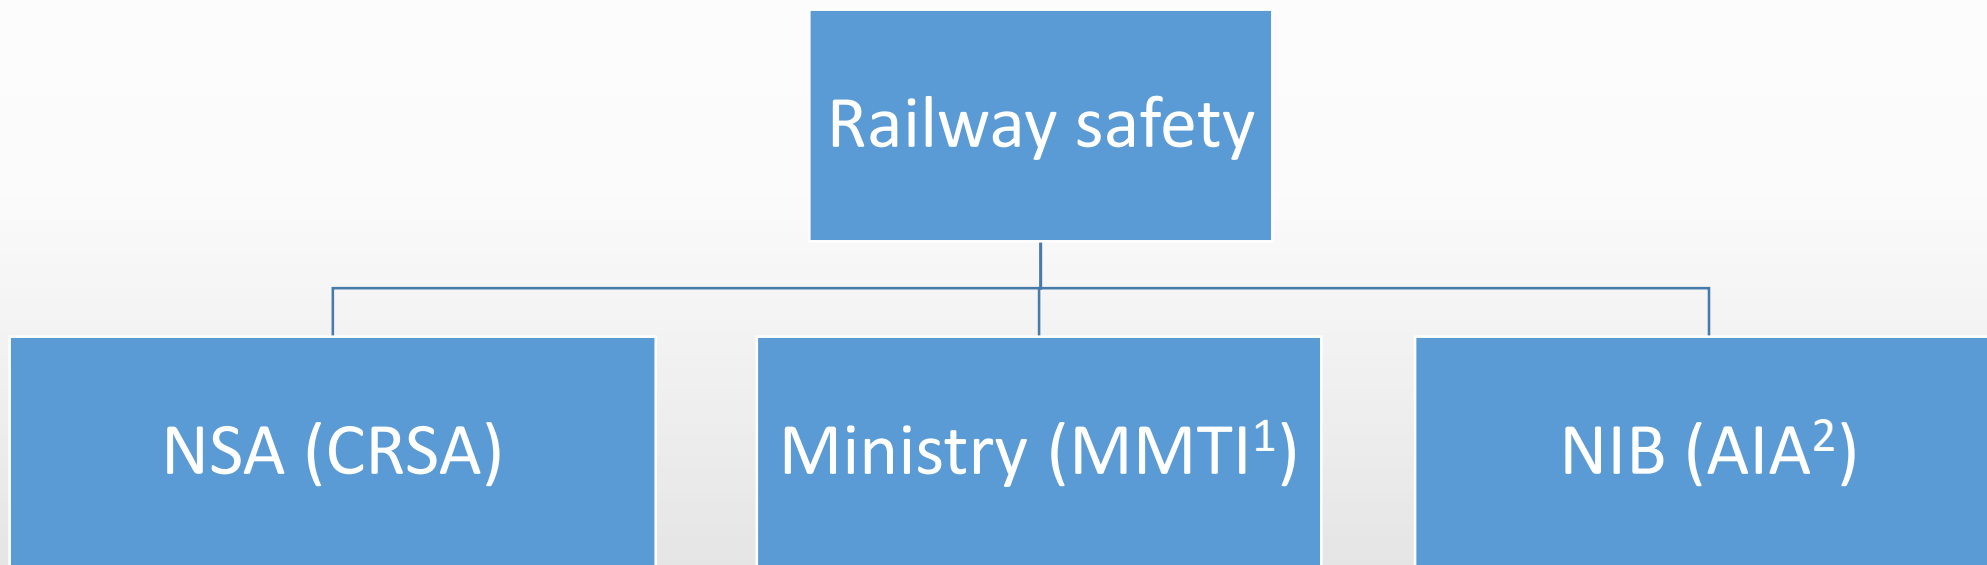 Railway safety
NSA (CRSA)
Ministry (MMTI¹)
NIB (AIA²)